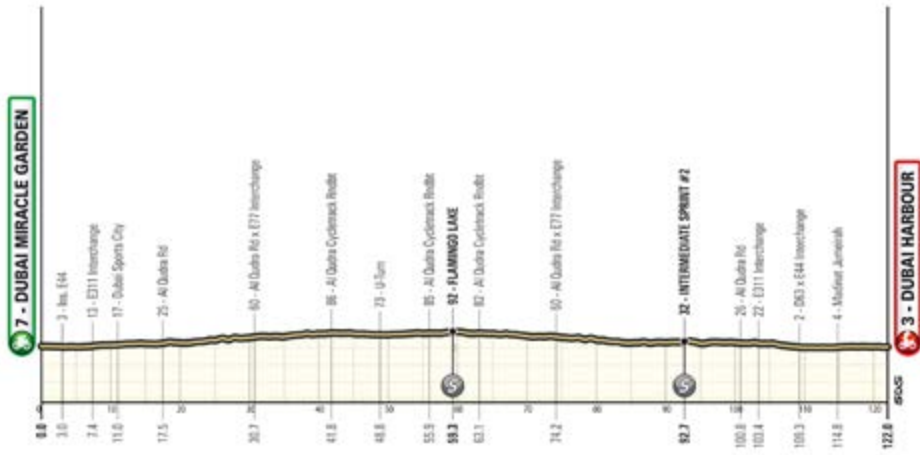 7 - DUBAI MIRACLE GARDEN
3 - Ins. E44
13 - E311 Interchange
17 - Dubai Sports City
25 - Al Qudra Rd
60 - Al Qudra Rd x E77 Interchange
86 - Al Qudra Cycletrack Rndbt
73 - U-Turn
85 - Al Qudra Cycletrack Rndbt
92 - FLAMINGO LAKE
82 - Al Qudra Cycletrack Rndbt
50 - Al Qudra Rd x E77 Interchange
32 - INTERMEDIATE SPRINT #2
26 - Al Qudra Rd
22 - E311 Interchange
2 - D63 x E44 Interchange
4 - Madinat Jumeirah
3 - DUBAI HARBOUR
S
S
SDS
0 10 20 30 40 50 60 70 80 90 100 110 120
0.0 3.0 7.4 11.0 17.5 30.7 41.8 48.8 55.9 59.3 63.1 74.2 92.7 100.8 103.4 109.3 114.8 122.0